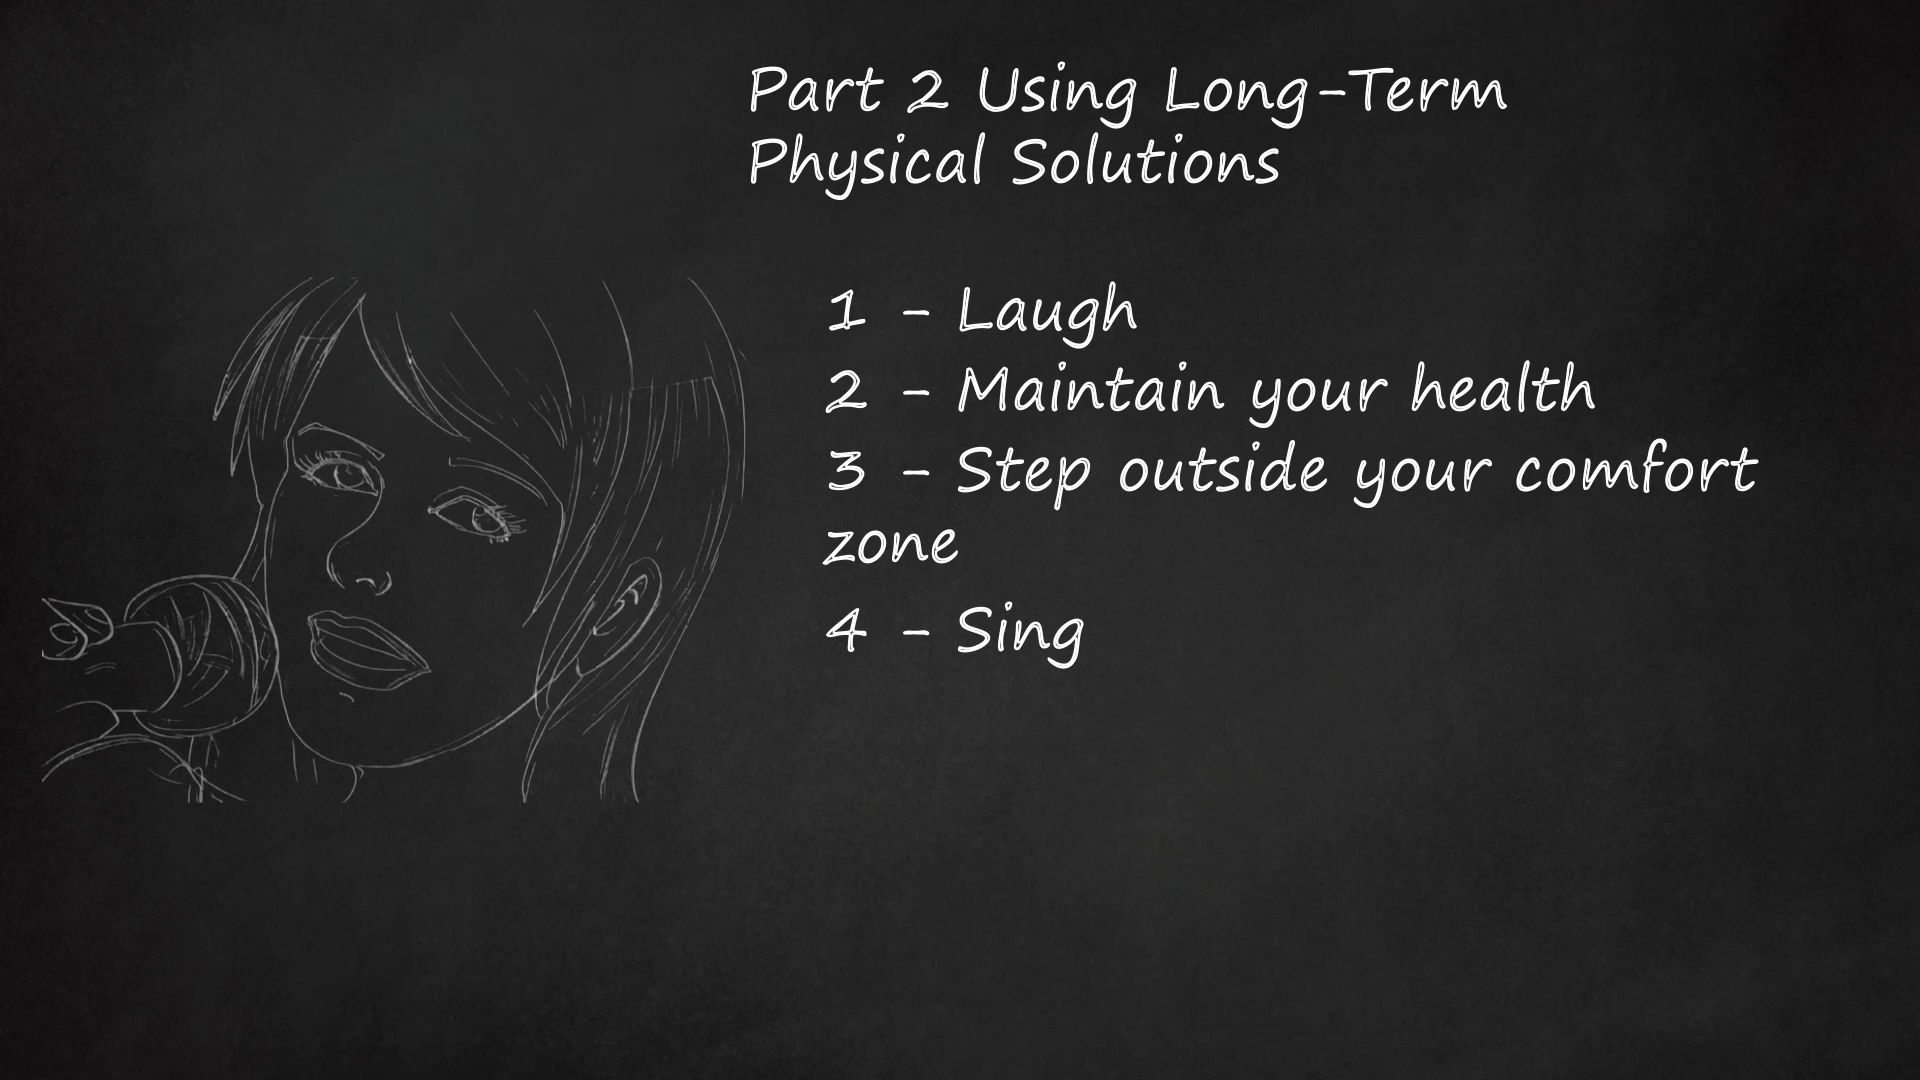 Part 2 Using Long-Term
Physical Solutions
1 - Laugh
2 - Maintain your health
3 - Step outside your comfort
zone
4 - Sing